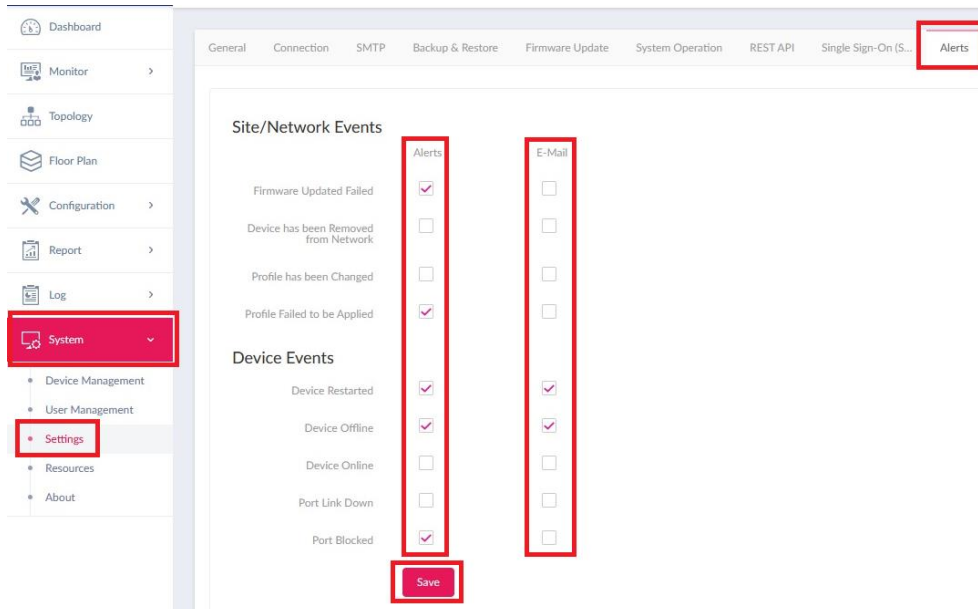 Dashboard
Monitor
Topology
Floor Plan
Configuration
Report
Log
System
Device Management
User Management
Settings
Resources
About
General Connection SMTP Backup & Restore Firmware Update System Operation REST API Single Sign-On (S... Alerts
Site/Network Events
Alerts E-Mail
Firmware Updated Failed
Device has been Removed
from Network
Profile has been Changed
Profile Failed to be Applied
Device Events
Device Restarted
Device Offline
Device Online
Port Link Down
Port Blocked
Save